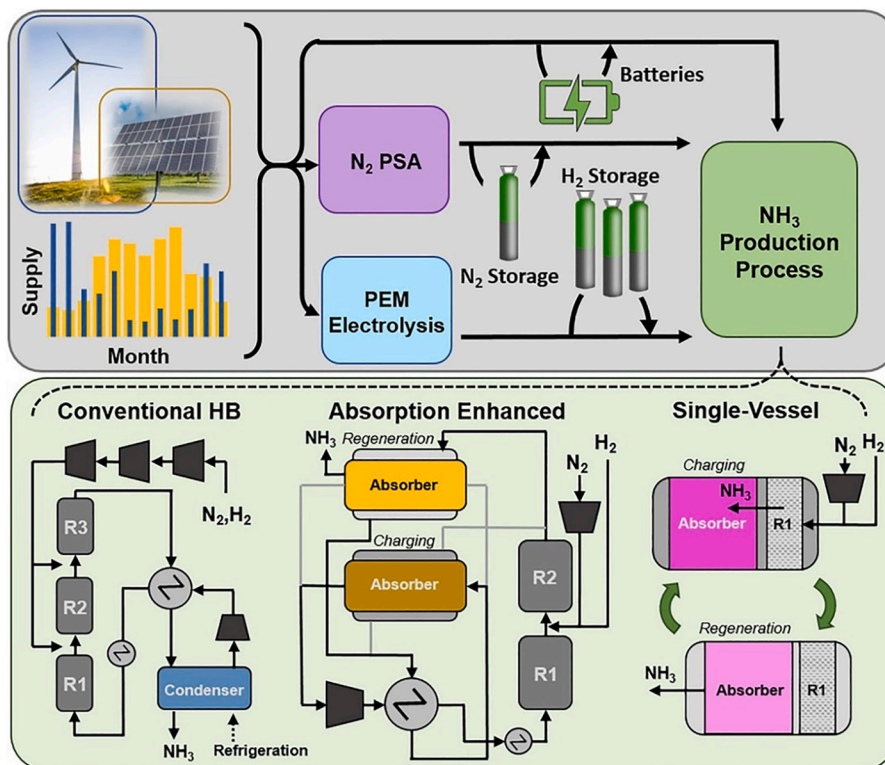 Batteries
N₂ PSA
H₂ Storage
NH₃
Production
Process
N₂ Storage
Supply
PEM
Electrolysis
Month
Conventional HB
Absorption Enhanced
Single-Vessel
NH₃
Regeneration
N₂
H₂
Charging
N₂
H₂
N₂,H₂
R3
Absorber
Absorber
NH₃
R1
Charging
Absorber
R2
R2
R1
Condenser
R1
Regeneration
NH₃
Absorber
R1
NH₃
Refrigeration